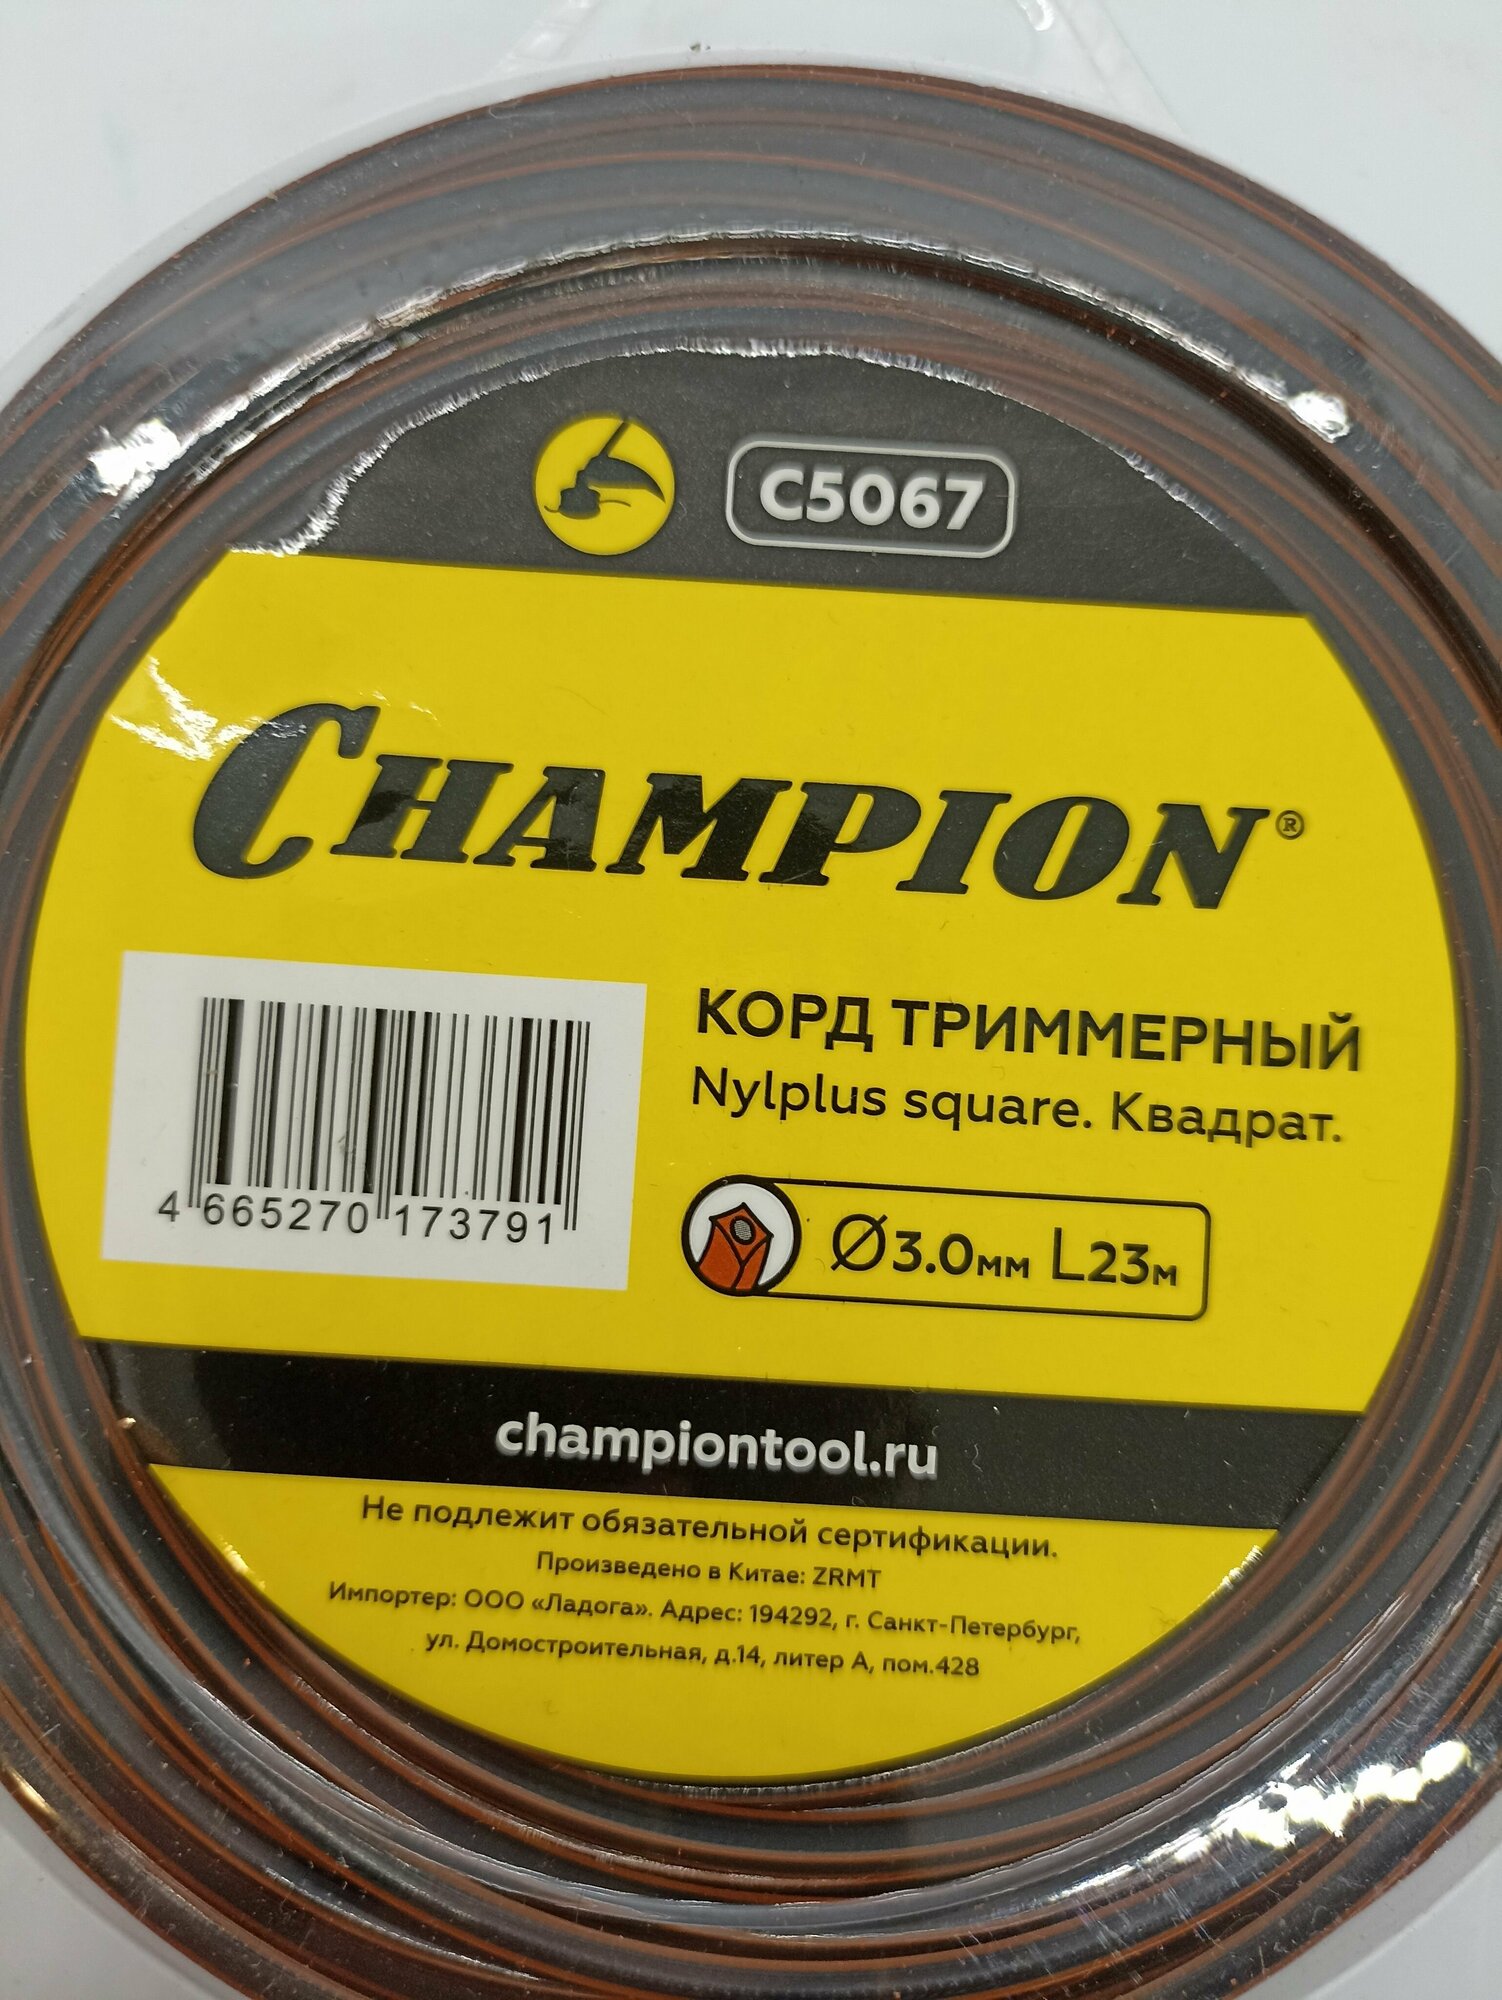 C5067
CHAMPION®
КОРД ТРИММЕРНЫЙ
Nylplus square. Квадрат.
4 665270 173791
Ø3.0мм L23м
championtool.ru
Не подлежит обязательной сертификации.
Произведено в Китае: ZRMT
Импортер: ООО «Ладога». Адрес: 194292, г. Санкт-Петербург,
ул. Домостроительная, д.14, литер А, пом.428